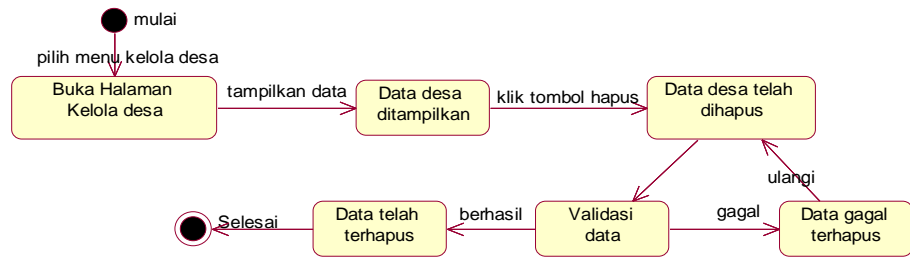 mulai
pilih menu kelola desa
Buka Halaman
Kelola desa
tampilkan data
Data desa
ditampilkan
klik tombol hapus
Data desa telah
dihapus
ulangi
Selesai
Data telah
terhapus
berhasil
Validasi
data
gagal
Data gagal
terhapus